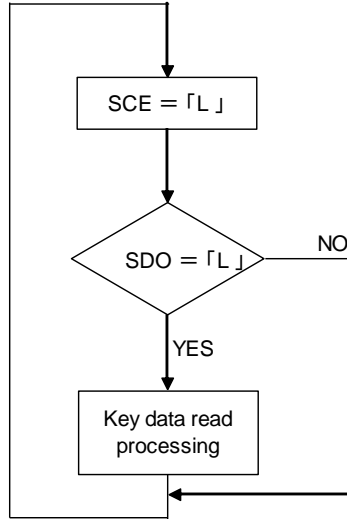 SCE =「L」
SDO =「L」
NO
YES
Key data read
processing